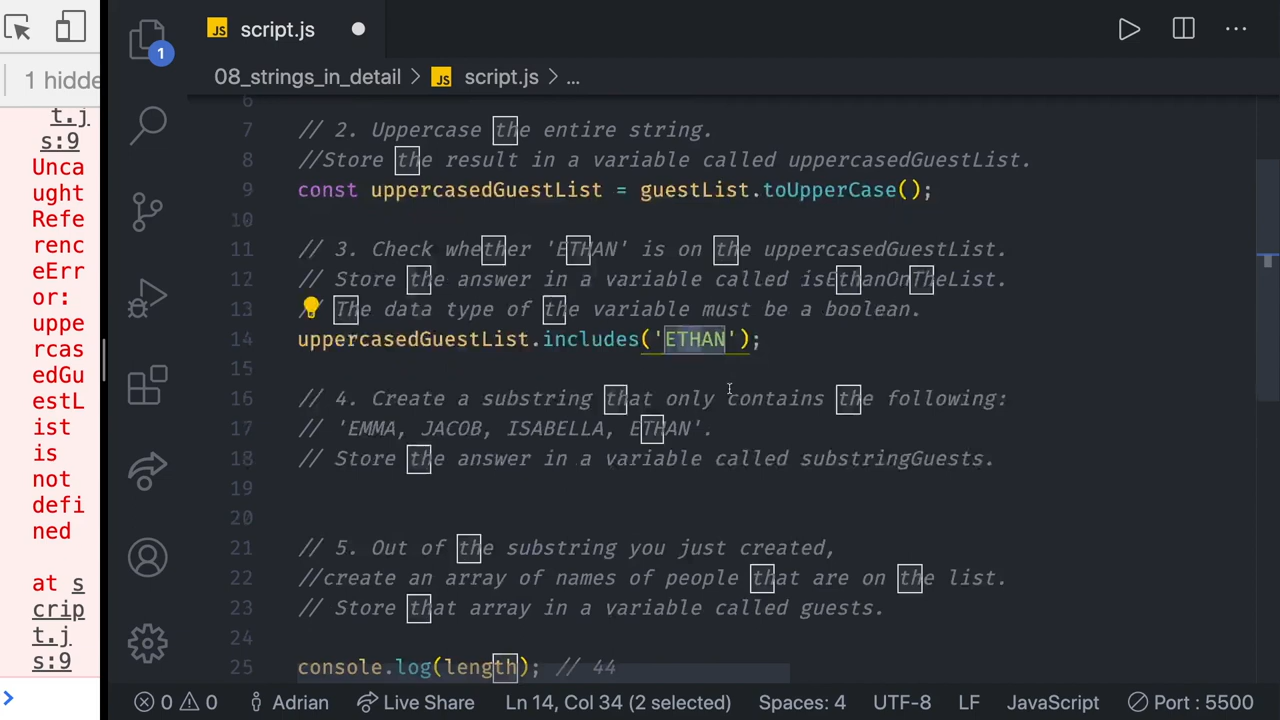 JS script.js
1
08_strings_in_detail > JS script.js > ...
1 hidde
t.j
s:9
Unca
ught
Refe
renc
eErr
or:
uppe
rcas
edGu
estL
ist
is
not
defi
ned
at s
crip
t.j
s:9
>
6
7 // 2. Uppercase the entire string.
8 //Store the result in a variable called uppercasedGuestList.
9 const uppercasedGuestList = guestList.toUpperCase();
10
11 // 3. Check whether 'ETHAN' is on the uppercasedGuestList.
12 // Store the answer in a variable called isEthanOnTheList.
13 // The data type of the variable must be a boolean.
14 uppercasedGuestList.includes('ETHAN');
15
16 // 4. Create a substring that only contains the following:
17 // 'EMMA, JACOB, ISABELLA, ETHAN'.
18 // Store the answer in a variable called substringGuests.
19
20
21 // 5. Out of the substring you just created,
22 //create an array of names of people that are on the list.
23 // Store that array in a variable called guests.
24
25 console.log(length); // 44
0 0 Adrian Live Share Ln 14, Col 34 (2 selected) Spaces: 4 UTF-8 LF JavaScript Port : 5500